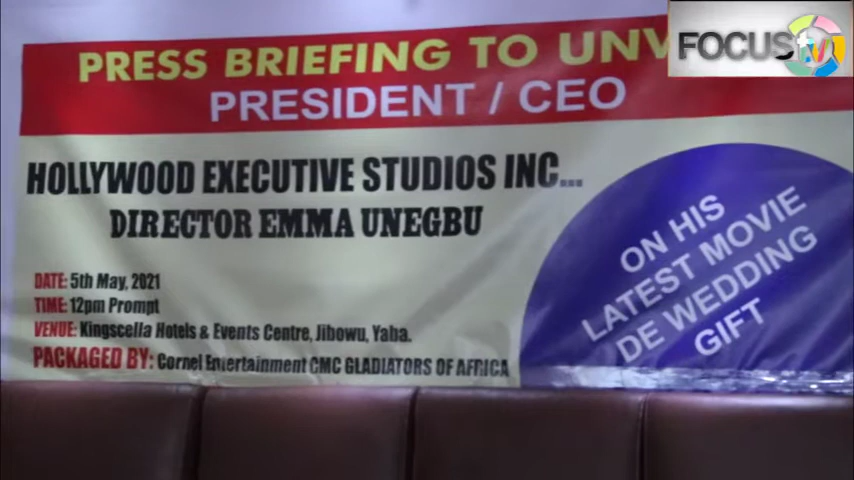 PRESS BRIEFING TO
PRESIDENT / CEO
HOLLYWOOD EXECUTIVE STUDIOS INC...
DIRECTOR EMMA UNEGBU
DATE: 5th May, 2021
TIME: 12pm Prompt
VENUE: Kingscella Hotels & Events Centre, Jibowu, Yaba.
PACKAGED BY: Cornel Entertainment CMC GLADIATORS OF AFRICA
ON HIS
LATEST MOVIE
DE WEDDING
GIFT
FOCUS tv